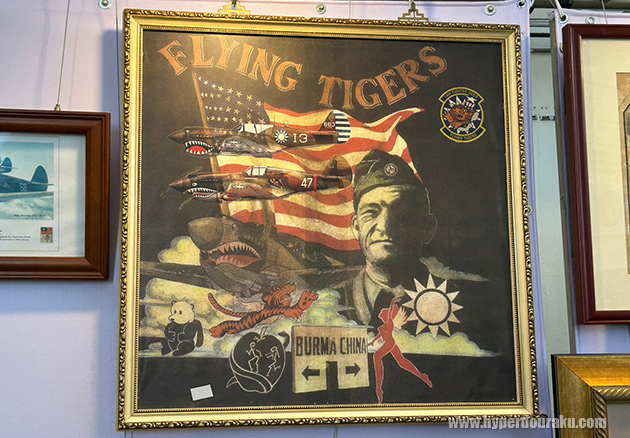 FLYING TIGERS
13
47
BURMA CHINA
www.hyperdouraku.com